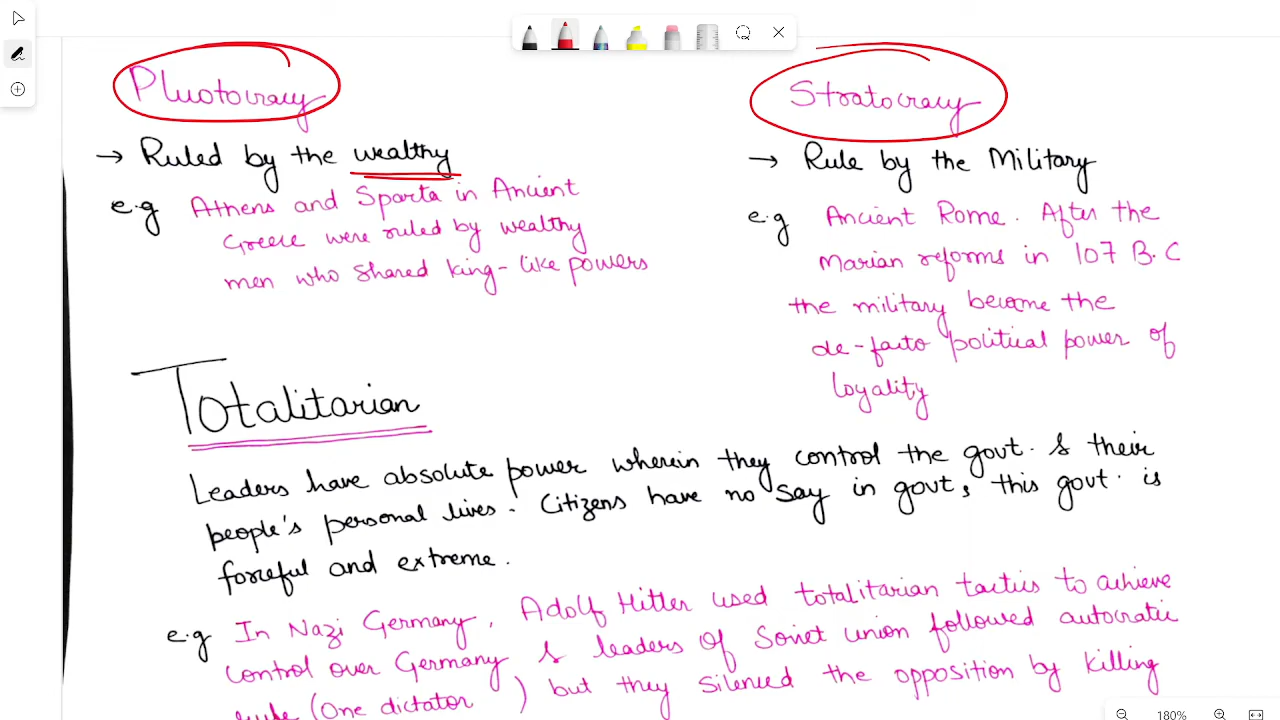 Plutocracy
→ Ruled by the wealthy
e.g Athens and Sparta in Ancient
Greece were ruled by wealthy
men who shared king-like powers
Stratocracy
→ Rule by the Military
e.g Ancient Rome. After the
Marian reforms in 107 B.C
the military become the
de-facto political power of
loyality
Totalitarian
Leaders have absolute power wherein they control the govt. & their
people's personal lives. Citizens have no say in govt, this govt. is
forceful and extreme.
e.g In Nazi Germany, Adolf Hitler used totalitarian tactics to achieve
control over Germany & leaders of Soviet union followed autocratic
rule (One dictator ) but they silenced the opposition by killing
180%